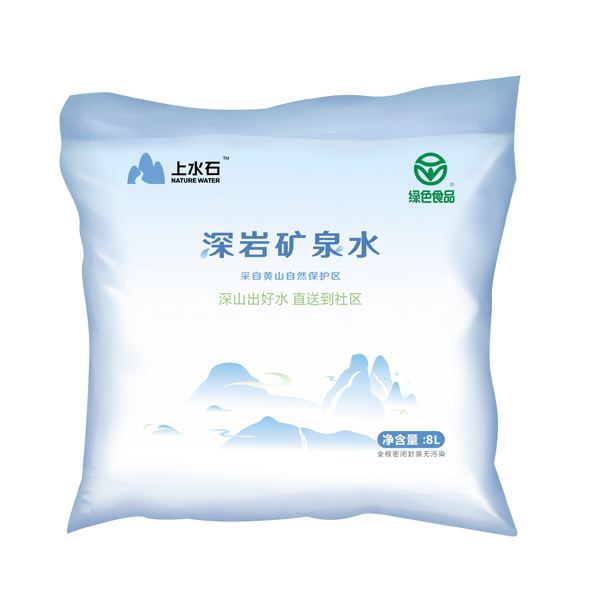 上水石™
NATURE WATER
绿色食品®
深岩矿泉水
采自黄山自然保护区
深山出好水 直送到社区
净含量:8L
全程密闭封装无污染